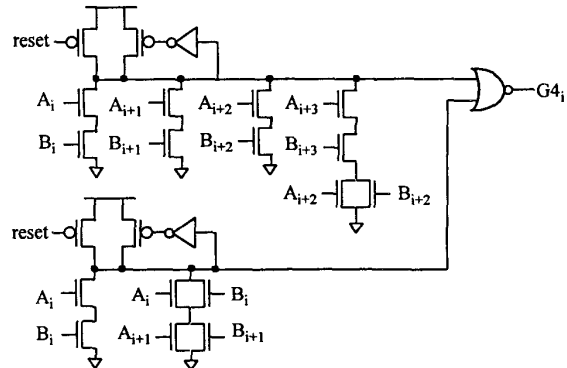 reset
A_i A_{i+1} A_{i+2} A_{i+3} G4_i
B_i B_{i+1} B_{i+2} B_{i+3}
A_{i+2} B_{i+2}
reset
A_i A_i B_i
B_i A_{i+1} B_{i+1}